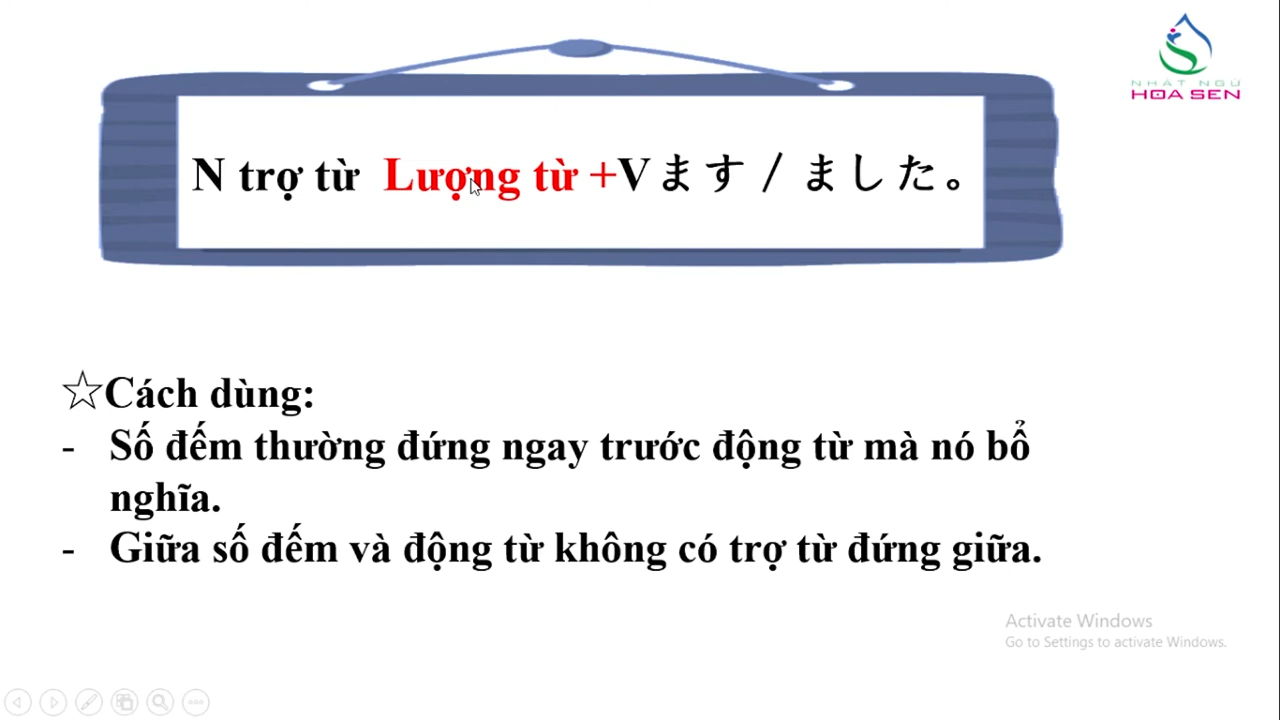 NHẬT NGỮ
HOA SEN
N trợ từ Lượng từ +Vます / ました。
☆Cách dùng:
- Số đếm thường đứng ngay trước động từ mà nó bổ
nghĩa.
- Giữa số đếm và động từ không có trợ từ đứng giữa.
Activate Windows
Go to Settings to activate Windows.